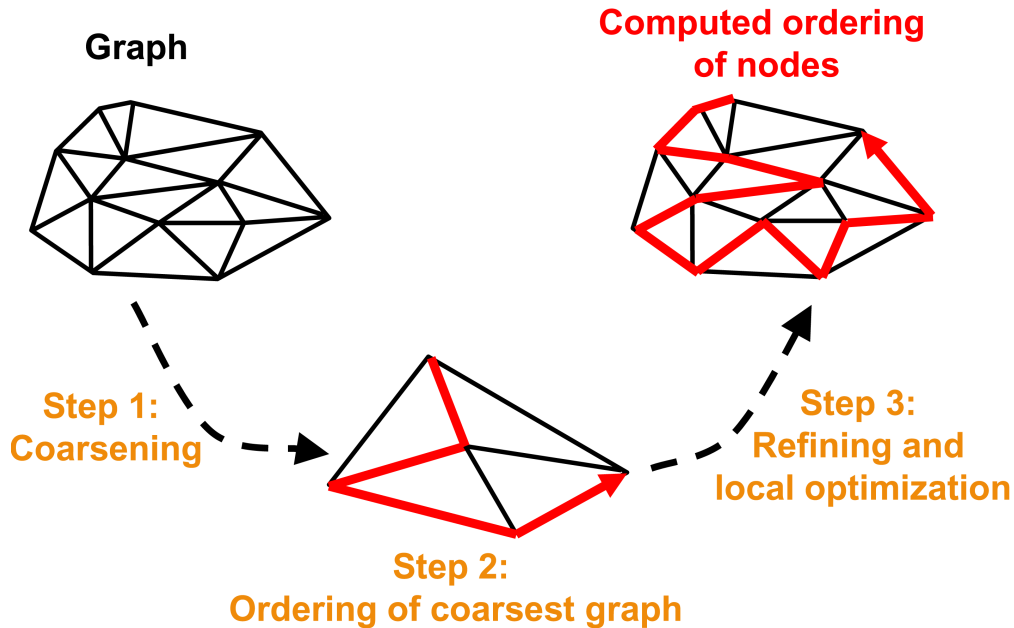 Graph
Computed ordering
of nodes
Step 1:
Coarsening
Step 2:
Ordering of coarsest graph
Step 3:
Refining and
local optimization